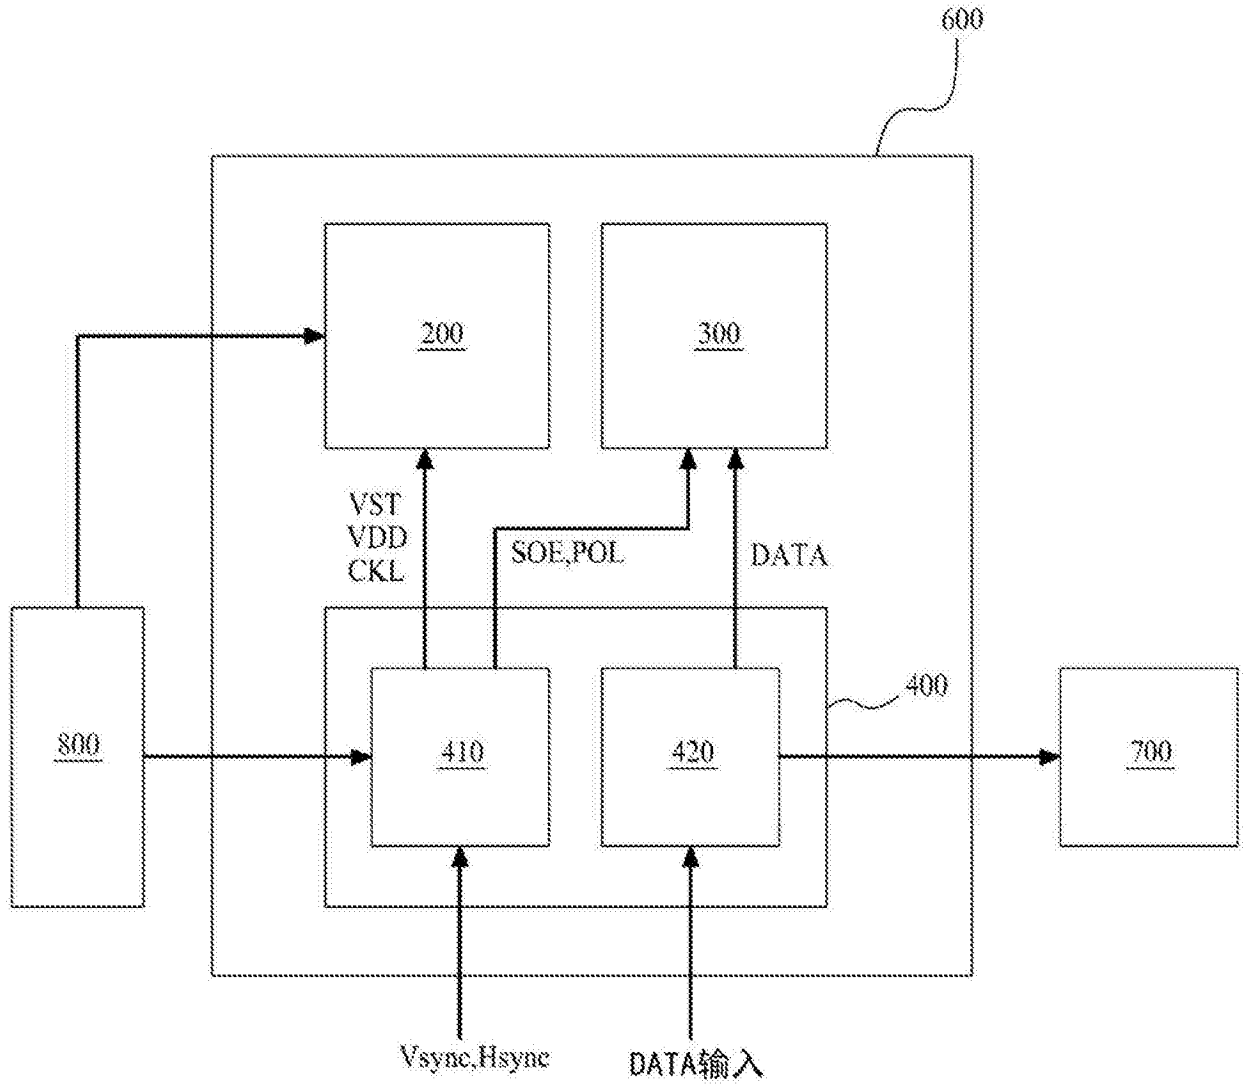 600
200
300
VST
VDD
CKL
SOE,POL
DATA
400
800
410
420
700
Vsync,Hsync
DATA输入